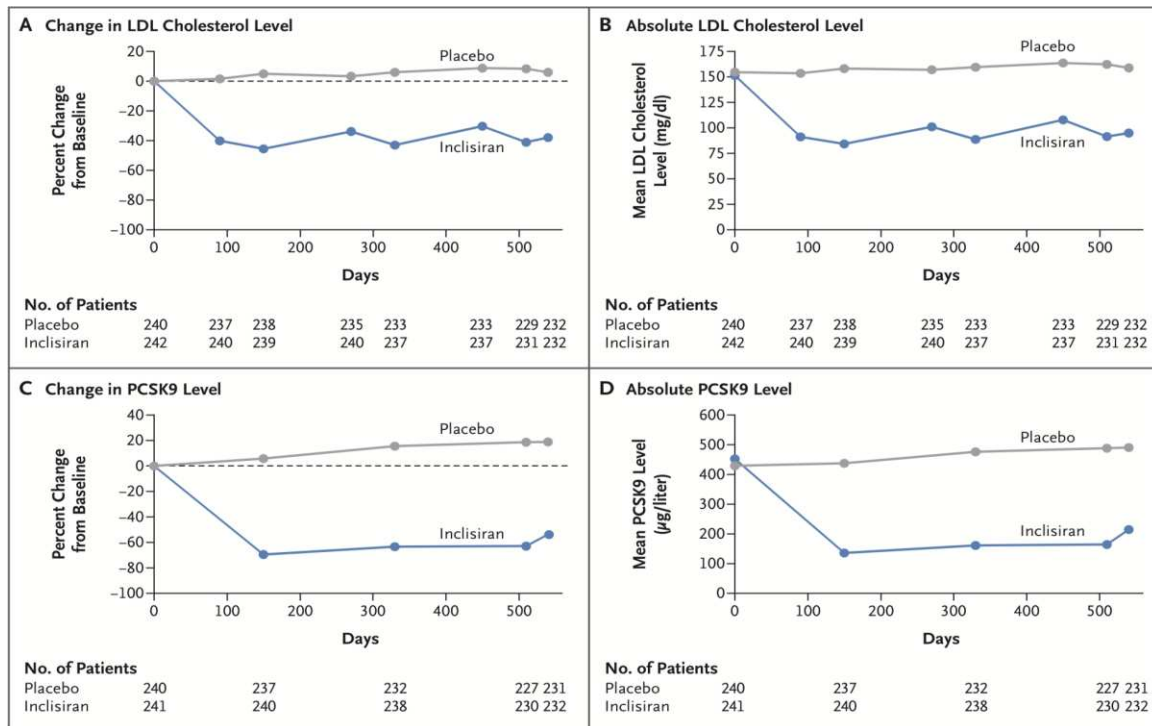 A Change in LDL Cholesterol Level
Percent Change
from Baseline
20
0
−20
−40
−60
−80
−100
Placebo
Inclisiran
0 100 200 300 400 500
Days
No. of Patients
Placebo 240 237 238 235 233 233 229 232
Inclisiran 242 240 239 240 237 237 231 232
B Absolute LDL Cholesterol Level
Mean LDL Cholesterol
Level (mg/dl)
175
150
125
100
75
50
25
0
Placebo
Inclisiran
0 100 200 300 400 500
Days
No. of Patients
Placebo 240 237 238 235 233 233 229 232
Inclisiran 242 240 239 240 237 237 231 232
C Change in PCSK9 Level
Percent Change
from Baseline
40
20
0
−20
−40
−60
−80
−100
Placebo
Inclisiran
0 100 200 300 400 500
Days
No. of Patients
Placebo 240 237 232 227 231
Inclisiran 241 240 238 230 232
D Absolute PCSK9 Level
Mean PCSK9 Level
(µg/liter)
600
500
400
300
200
100
0
Placebo
Inclisiran
0 100 200 300 400 500
Days
No. of Patients
Placebo 240 237 232 227 231
Inclisiran 241 240 238 230 232